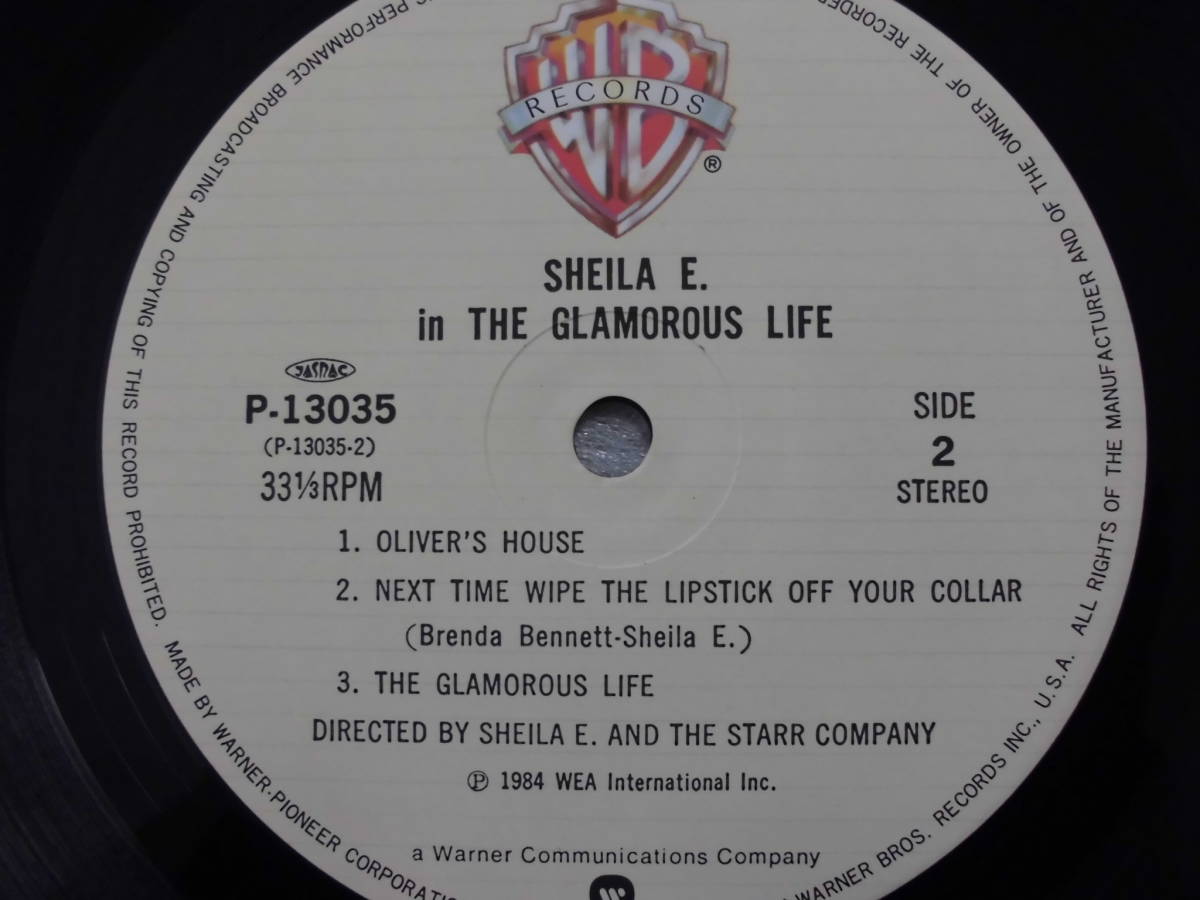 RECORDS
®
SHEILA E.
in THE GLAMOROUS LIFE
JASRAC
P-13035
(P-13035-2)
33⅓RPM
SIDE
2
STEREO
1. OLIVER'S HOUSE
2. NEXT TIME WIPE THE LIPSTICK OFF YOUR COLLAR
(Brenda Bennett-Sheila E.)
3. THE GLAMOROUS LIFE
DIRECTED BY SHEILA E. AND THE STARR COMPANY
℗ 1984 WEA International Inc.
a Warner Communications Company
ALL RIGHTS OF THE MANUFACTURER AND OF THE OWNER OF THE RECORDED
PERFORMANCE BROADCASTING AND COPYING OF THIS RECORD PROHIBITED. MADE BY WARNER-PIONEER
WARNER BROS. RECORDS INC., U.S.A.